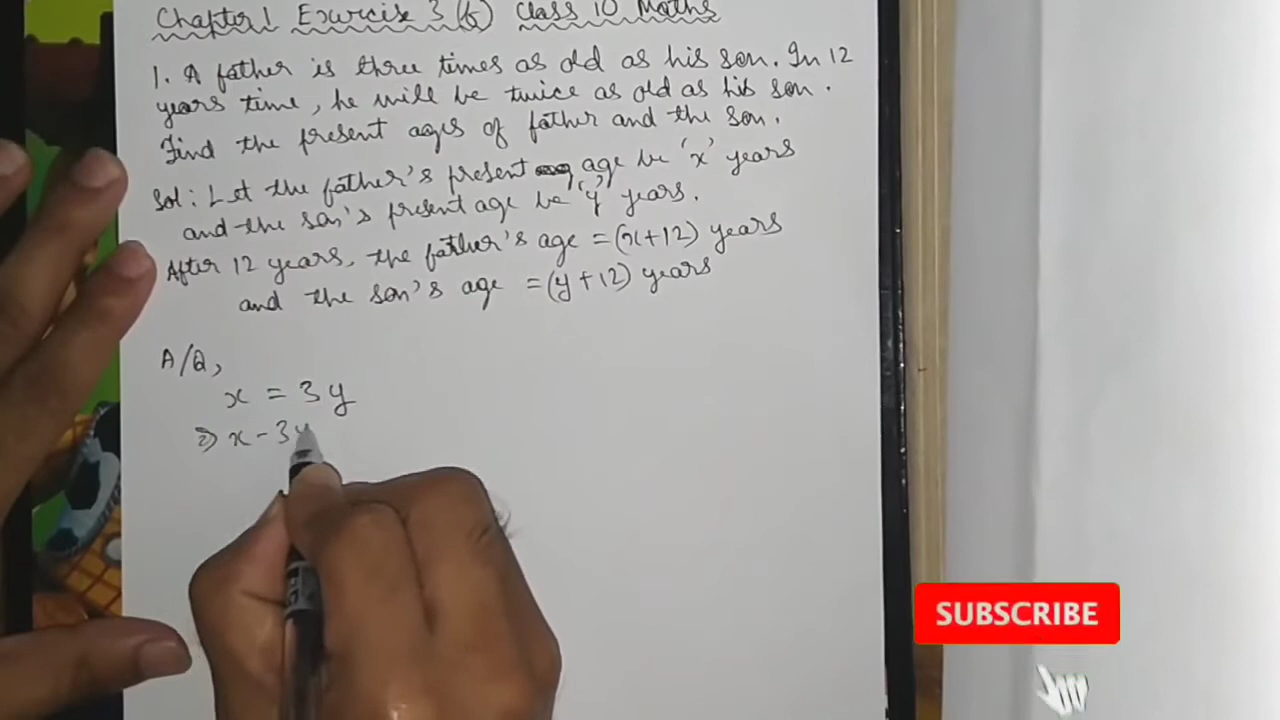 Chapter 1 Exercise 3 (b) Class 10 Maths
1. A father is three times as old as his son. In 12
years time, he will be twice as old as his son.
Find the present ages of father and the son.
Sol: Let the father's present age be 'x' years
and the son's present age be 'y' years.
After 12 years, the father's age = (x+12) years
and the son's age = (y+12) years
A/Q,
x = 3y
⇒ x - 3y
SUBSCRIBE